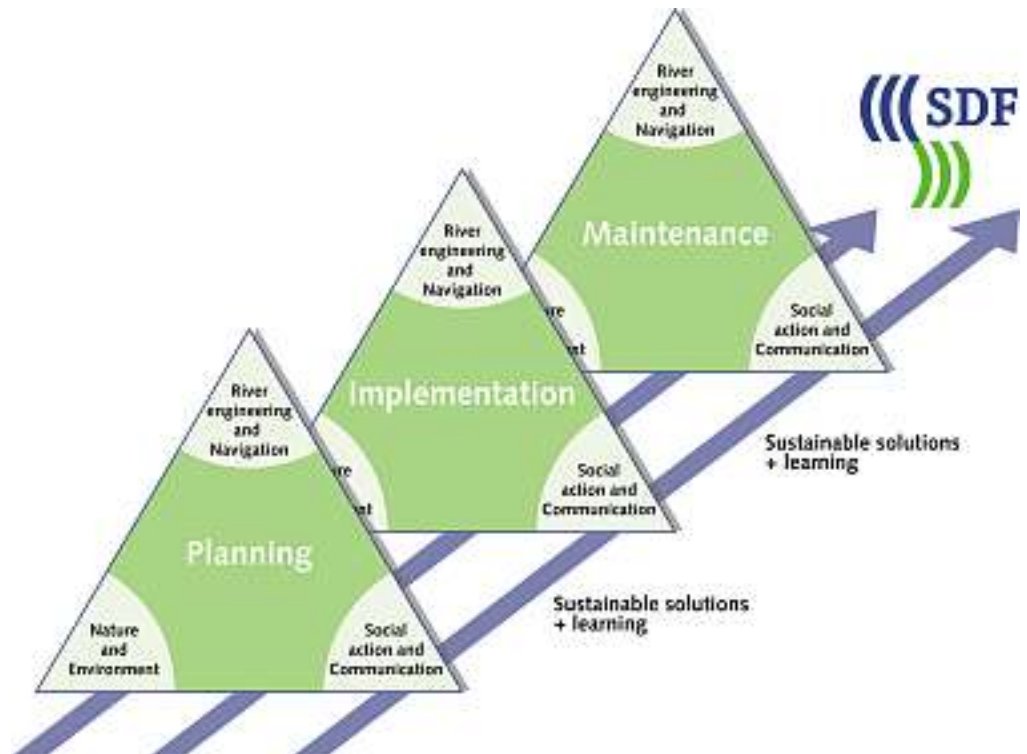 River
engineering
and
Navigation
SDF
Maintenance
River
engineering
and
Navigation
Social
action and
Communication
Implementation
River
engineering
and
Navigation
Sustainable solutions
+ learning
Social
action and
Communication
Planning
Sustainable solutions
+ learning
Nature
and
Environment
Social
action and
Communication